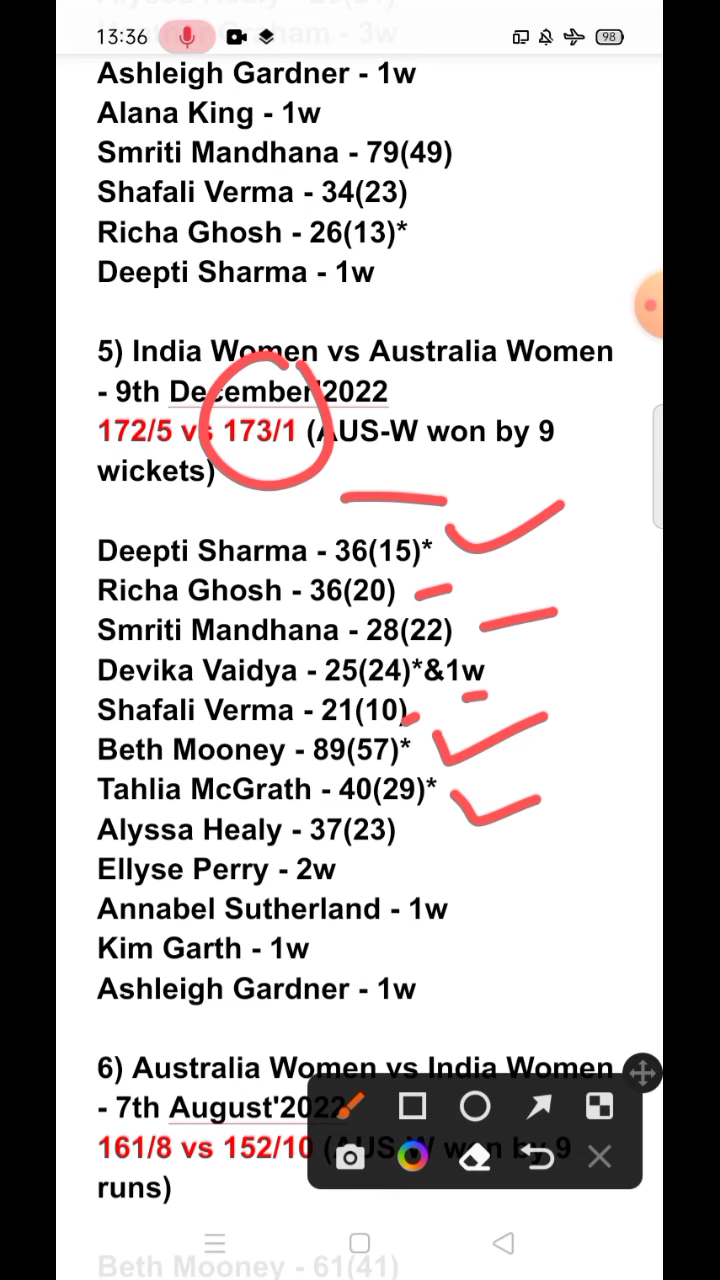 13:36
98
Ashleigh Gardner - 1w
Alana King - 1w
Smriti Mandhana - 79(49)
Shafali Verma - 34(23)
Richa Ghosh - 26(13)*
Deepti Sharma - 1w
5) India Women vs Australia Women
- 9th December'2022
172/5 vs 173/1 (AUS-W won by 9
wickets)
Deepti Sharma - 36(15)*
Richa Ghosh - 36(20)
Smriti Mandhana - 28(22)
Devika Vaidya - 25(24)*&1w
Shafali Verma - 21(10)
Beth Mooney - 89(57)*
Tahlia McGrath - 40(29)*
Alyssa Healy - 37(23)
Ellyse Perry - 2w
Annabel Sutherland - 1w
Kim Garth - 1w
Ashleigh Gardner - 1w
6) Australia Women vs India Women
- 7th August'2022
161/8 vs 152/10 (AUS-W won by 9
runs)
Beth Mooney - 61(41)